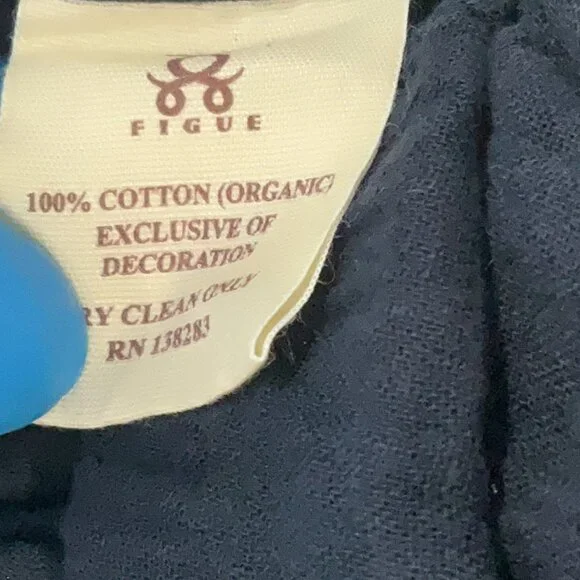 FIGUE
100% COTTON (ORGANIC)
EXCLUSIVE OF
DECORATION
RY CLEAN ONLY
RN 138283